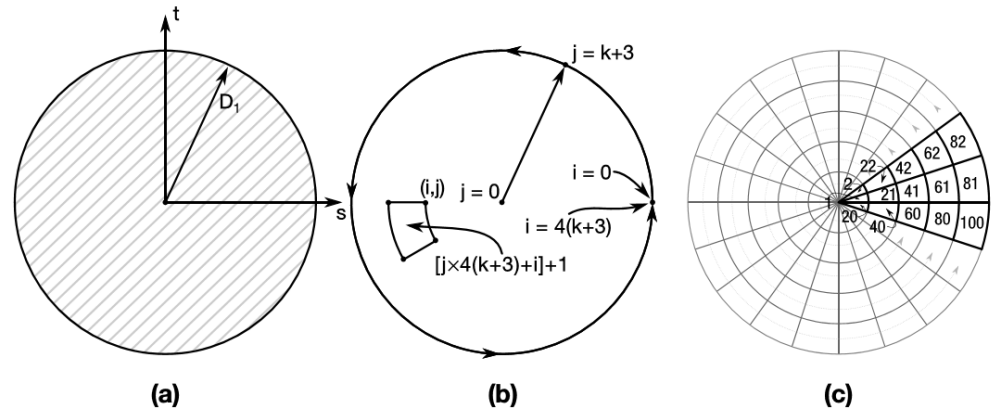 t
D₁
s
j = k+3
i = 0
(i,j)
j = 0
i = 4(k+3)
[j×4(k+3)+i]+1
82
62
22
42
2
81
61
41
21
1
20
40
60
80
100
(a)
(b)
(c)